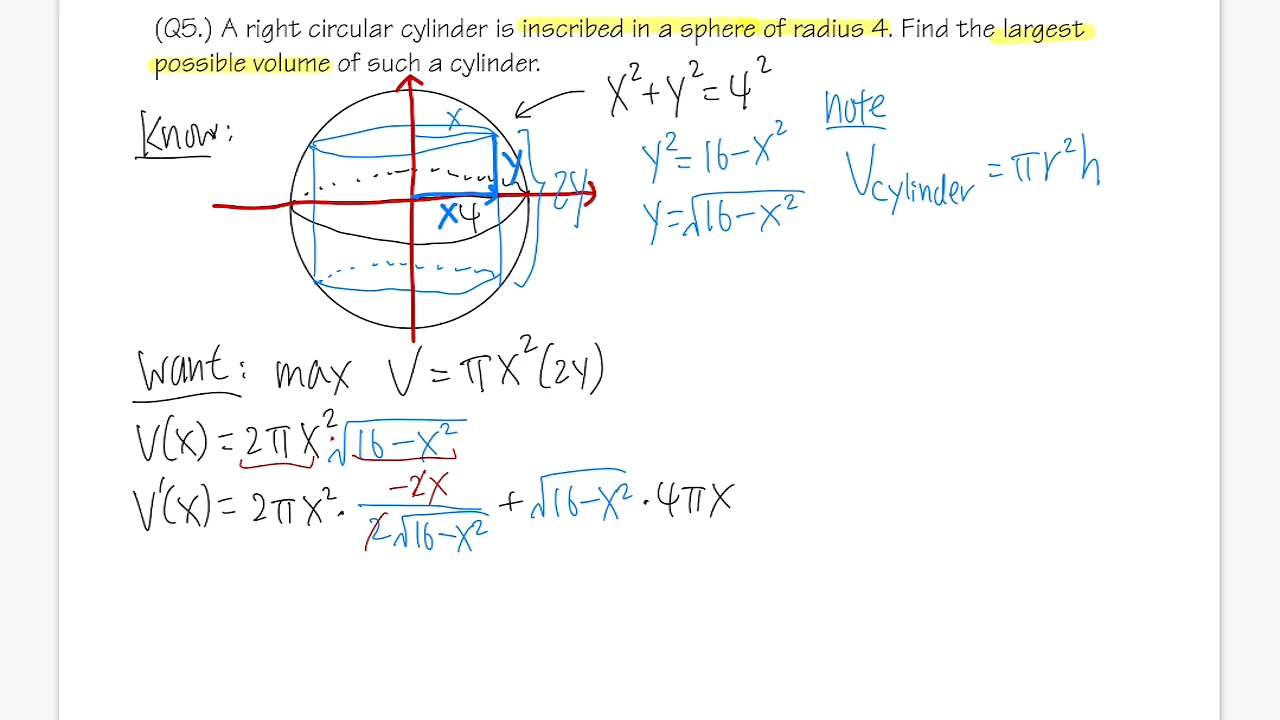 (Q5.) A right circular cylinder is inscribed in a sphere of radius 4. Find the largest
possible volume of such a cylinder.
Know:
x
y
2y
x
4
x² + y² = 4²
y² = 16 - x²
y = √(16 - x²)
note
V cylinder = πr²h
Want: max V = πx²(2y)
V(x) = 2πx² · √(16 - x²)
V'(x) = 2πx² · (-2x)/(2√(16 - x²)) + √(16 - x²) · 4πx